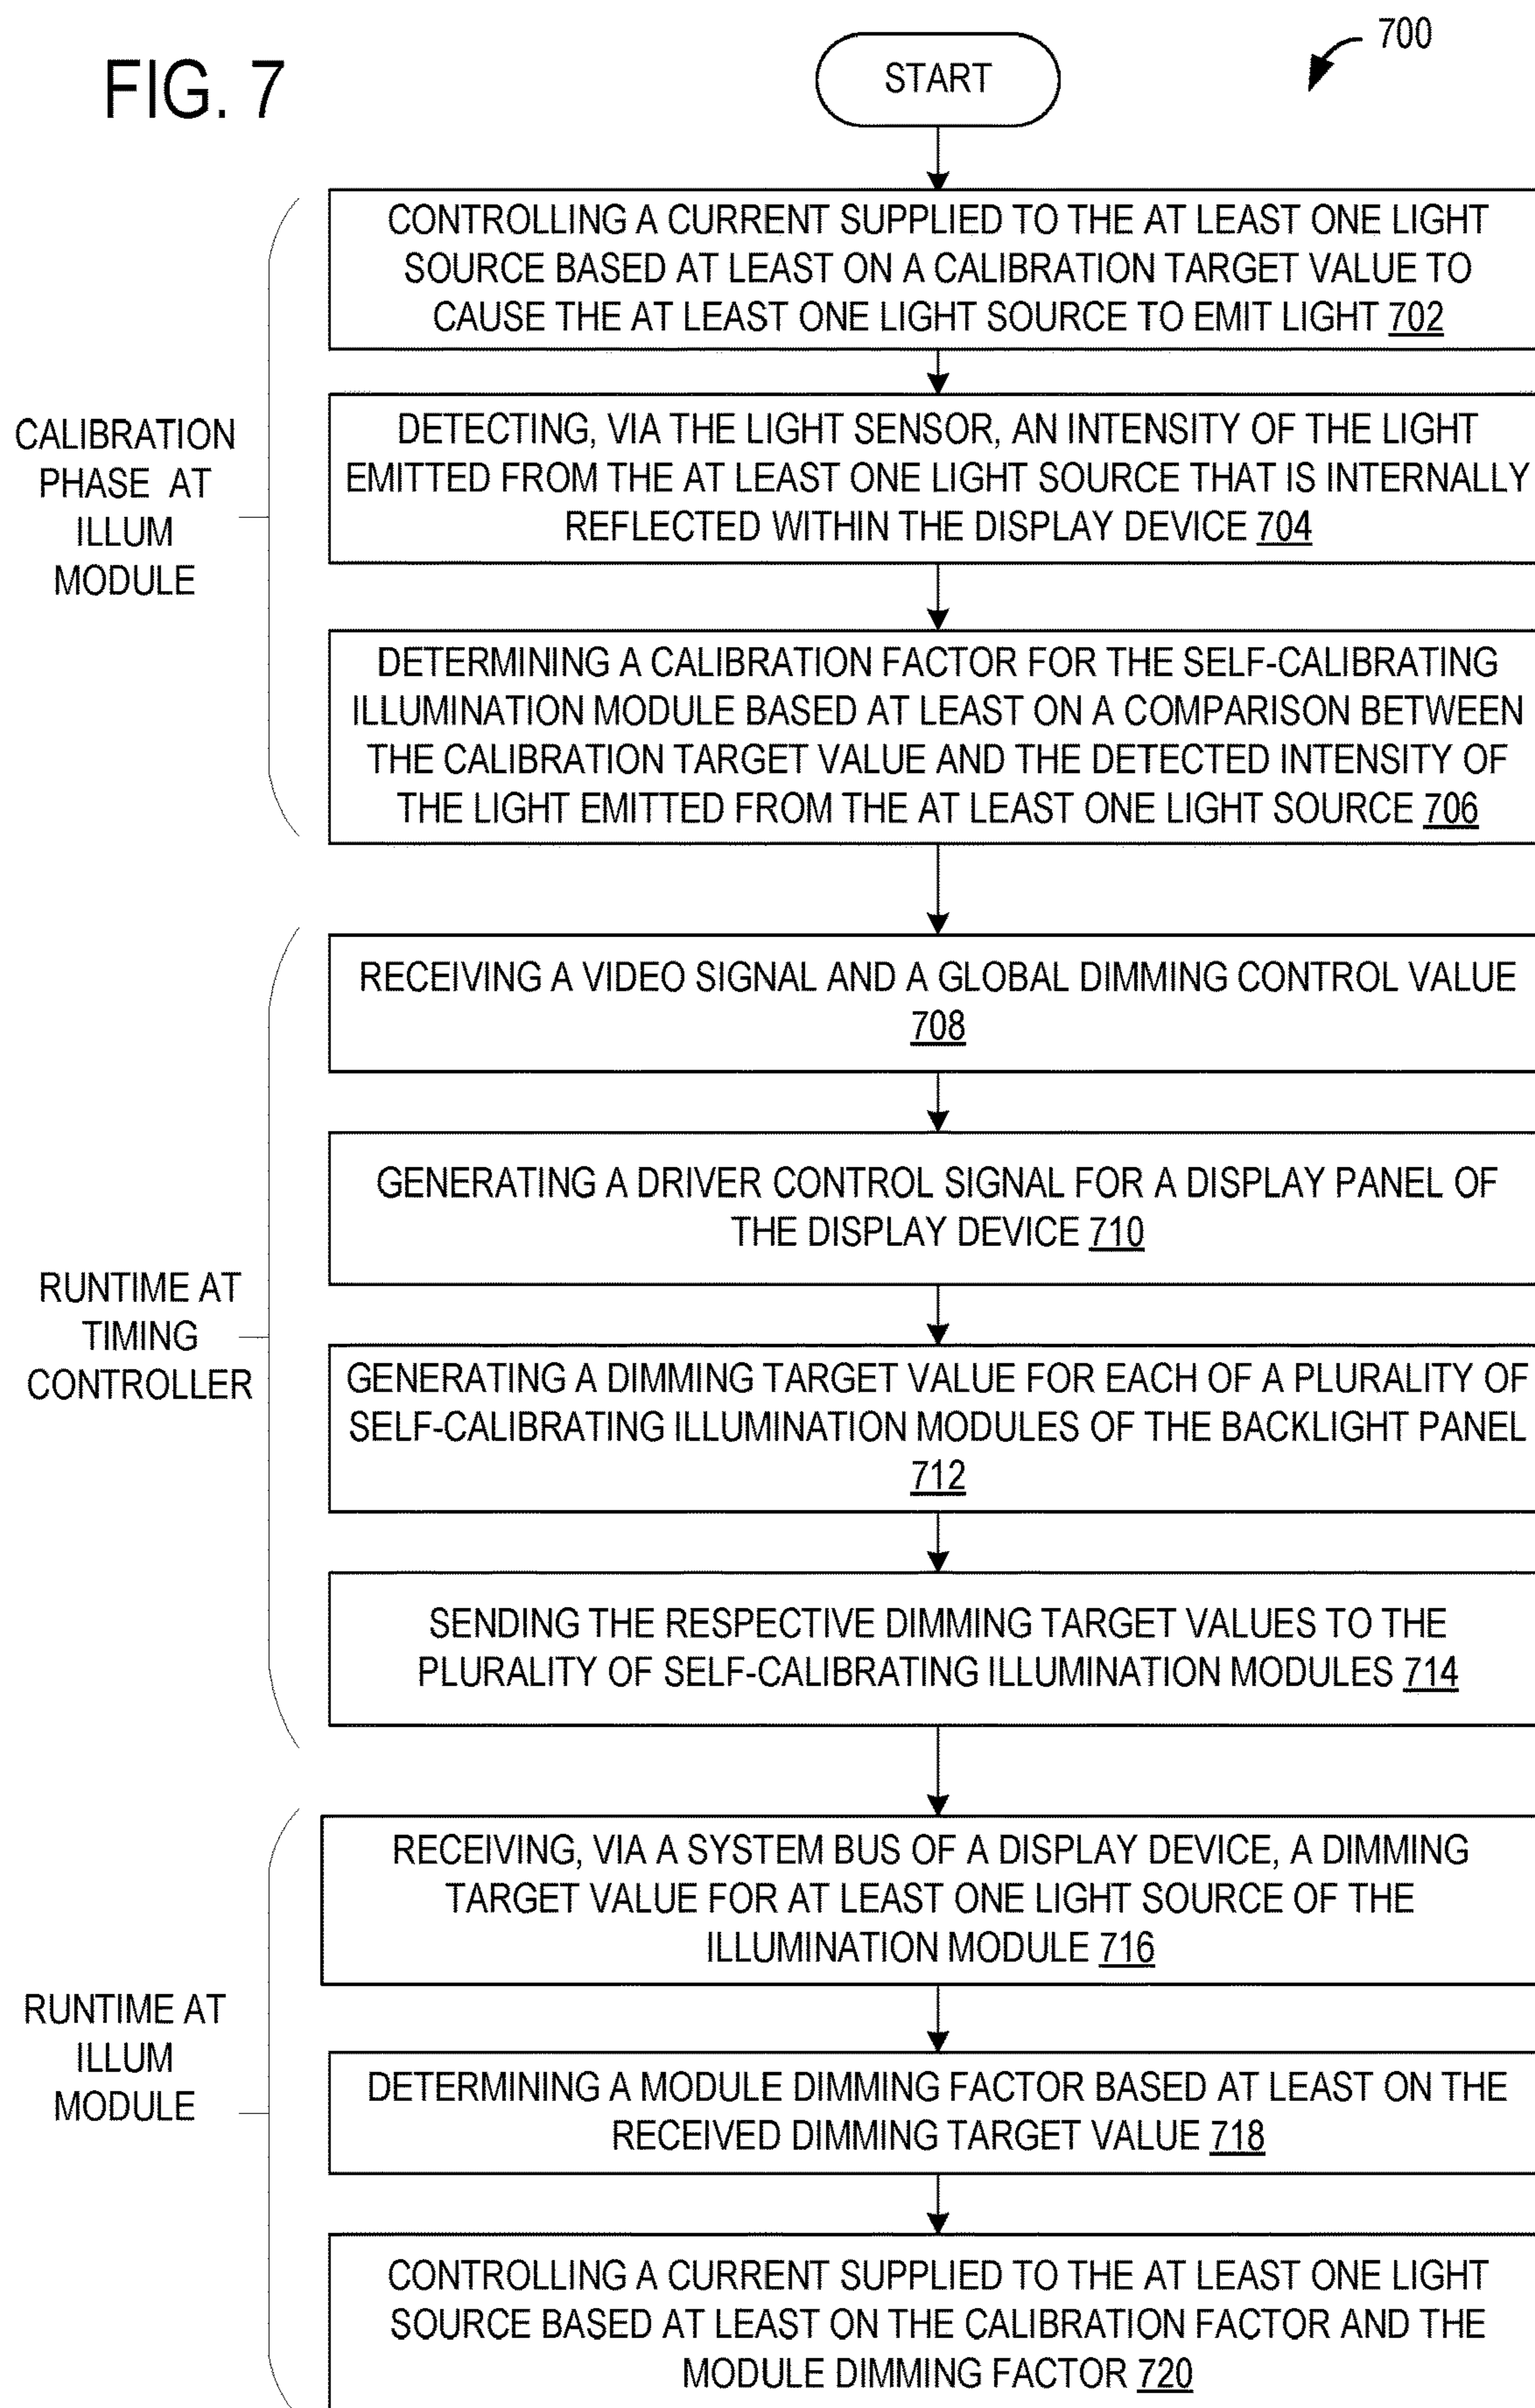 FIG. 7
700
START
CONTROLLING A CURRENT SUPPLIED TO THE AT LEAST ONE LIGHT
SOURCE BASED AT LEAST ON A CALIBRATION TARGET VALUE TO
CAUSE THE AT LEAST ONE LIGHT SOURCE TO EMIT LIGHT 702
CALIBRATION
PHASE AT
ILLUM
MODULE
DETECTING, VIA THE LIGHT SENSOR, AN INTENSITY OF THE LIGHT
EMITTED FROM THE AT LEAST ONE LIGHT SOURCE THAT IS INTERNALLY
REFLECTED WITHIN THE DISPLAY DEVICE 704
DETERMINING A CALIBRATION FACTOR FOR THE SELF-CALIBRATING
ILLUMINATION MODULE BASED AT LEAST ON A COMPARISON BETWEEN
THE CALIBRATION TARGET VALUE AND THE DETECTED INTENSITY OF
THE LIGHT EMITTED FROM THE AT LEAST ONE LIGHT SOURCE 706
RECEIVING A VIDEO SIGNAL AND A GLOBAL DIMMING CONTROL VALUE
708
GENERATING A DRIVER CONTROL SIGNAL FOR A DISPLAY PANEL OF
THE DISPLAY DEVICE 710
RUNTIME AT
TIMING
CONTROLLER
GENERATING A DIMMING TARGET VALUE FOR EACH OF A PLURALITY OF
SELF-CALIBRATING ILLUMINATION MODULES OF THE BACKLIGHT PANEL
712
SENDING THE RESPECTIVE DIMMING TARGET VALUES TO THE
PLURALITY OF SELF-CALIBRATING ILLUMINATION MODULES 714
RECEIVING, VIA A SYSTEM BUS OF A DISPLAY DEVICE, A DIMMING
TARGET VALUE FOR AT LEAST ONE LIGHT SOURCE OF THE
ILLUMINATION MODULE 716
RUNTIME AT
ILLUM
MODULE
DETERMINING A MODULE DIMMING FACTOR BASED AT LEAST ON THE
RECEIVED DIMMING TARGET VALUE 718
CONTROLLING A CURRENT SUPPLIED TO THE AT LEAST ONE LIGHT
SOURCE BASED AT LEAST ON THE CALIBRATION FACTOR AND THE
MODULE DIMMING FACTOR 720